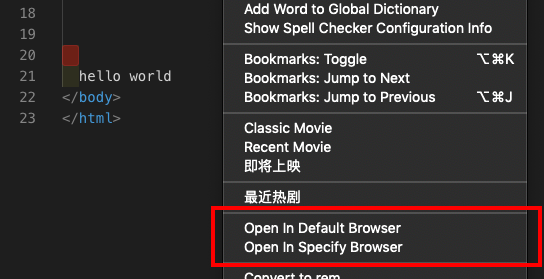 18
19
20
21 hello world
22 </body>
23 </html>
Add Word to Global Dictionary
Show Spell Checker Configuration Info
Bookmarks: Toggle ⌥⌘K
Bookmarks: Jump to Next
Bookmarks: Jump to Previous ⌥⌘J
Classic Movie
Recent Movie
即将上映
最近热剧
Open In Default Browser
Open In Specify Browser
Convert to rem